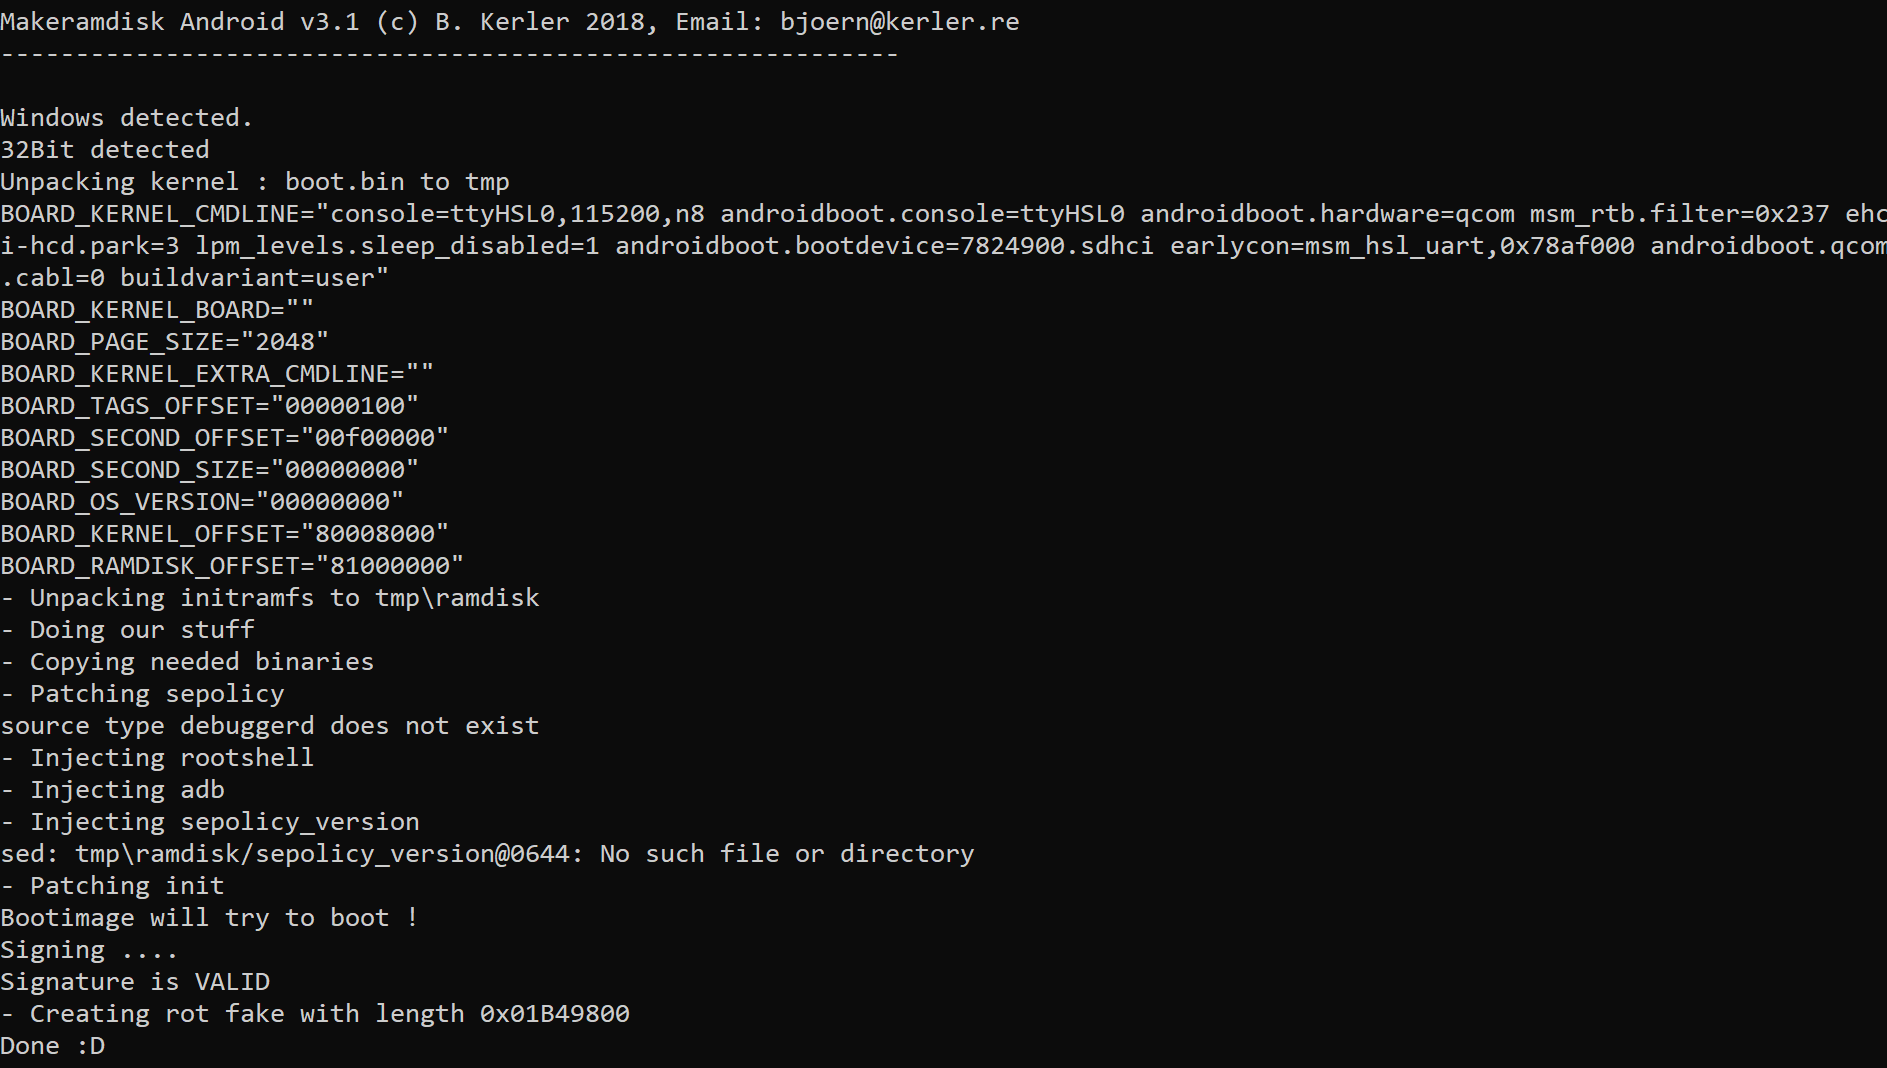 Makeramdisk Android v3.1 (c) B. Kerler 2018, Email: bjoern@kerler.re
------------------------------------------------------------
Windows detected.
32Bit detected
Unpacking kernel : boot.bin to tmp
BOARD_KERNEL_CMDLINE="console=ttyHSL0,115200,n8 androidboot.console=ttyHSL0 androidboot.hardware=qcom msm_rtb.filter=0x237 ehc
i-hcd.park=3 lpm_levels.sleep_disabled=1 androidboot.bootdevice=7824900.sdhci earlycon=msm_hsl_uart,0x78af000 androidboot.qcom
.cabl=0 buildvariant=user"
BOARD_KERNEL_BOARD=""
BOARD_PAGE_SIZE="2048"
BOARD_KERNEL_EXTRA_CMDLINE=""
BOARD_TAGS_OFFSET="00000100"
BOARD_SECOND_OFFSET="00f00000"
BOARD_SECOND_SIZE="00000000"
BOARD_OS_VERSION="00000000"
BOARD_KERNEL_OFFSET="80008000"
BOARD_RAMDISK_OFFSET="81000000"
- Unpacking initramfs to tmp\ramdisk
- Doing our stuff
- Copying needed binaries
- Patching sepolicy
source type debuggerd does not exist
- Injecting rootshell
- Injecting adb
- Injecting sepolicy_version
sed: tmp\ramdisk/sepolicy_version@0644: No such file or directory
- Patching init
Bootimage will try to boot !
Signing ....
Signature is VALID
- Creating rot fake with length 0x01B49800
Done :D